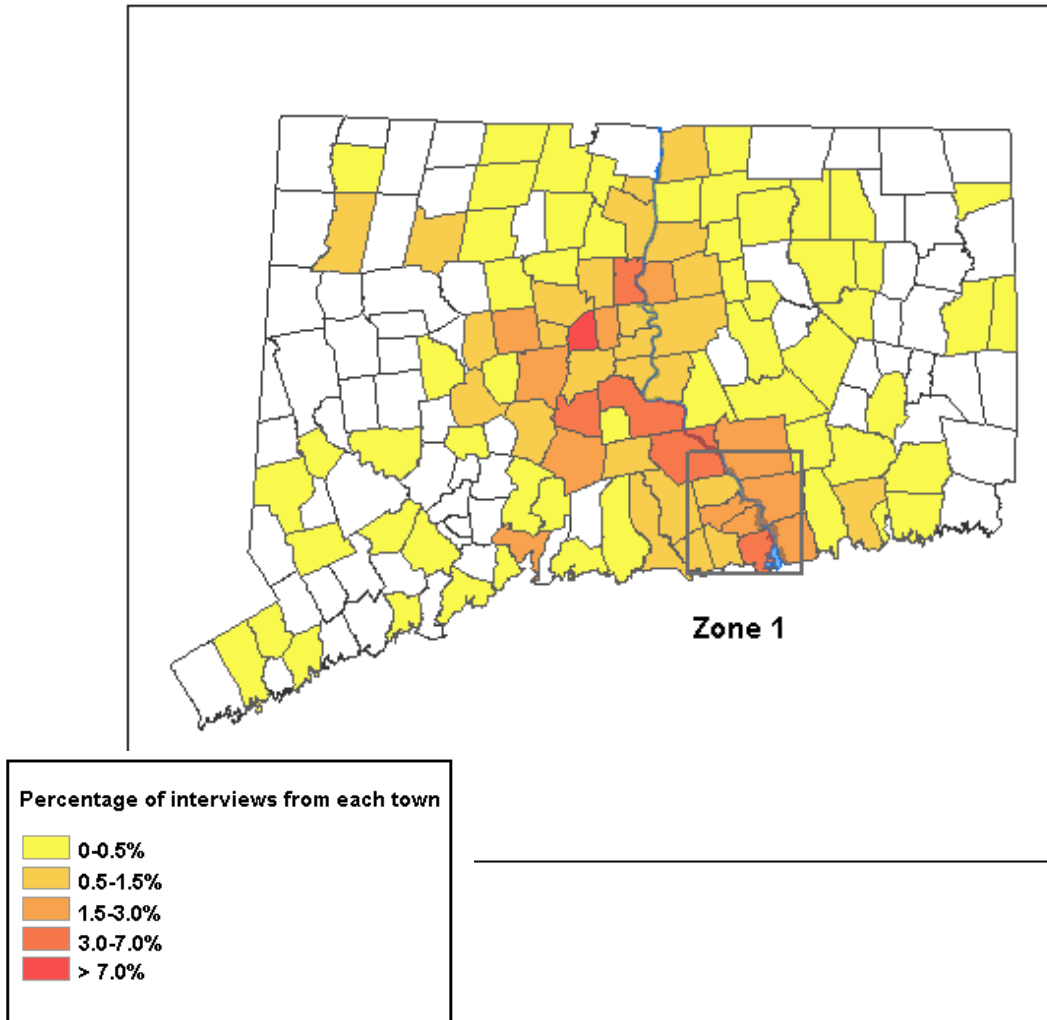 Zone 1
Percentage of interviews from each town
0-0.5%
0.5-1.5%
1.5-3.0%
3.0-7.0%
> 7.0%